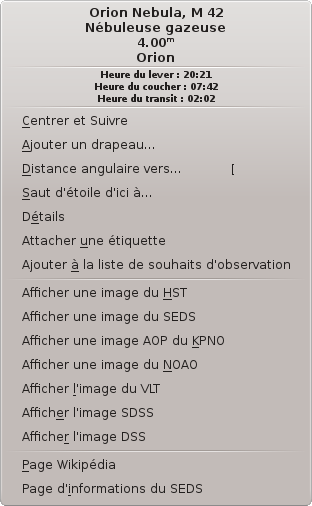 Orion Nebula, M 42
Nébuleuse gazeuse
4.00ᵐ
Orion
Heure du lever : 20:21
Heure du coucher : 07:42
Heure du transit : 02:02
Centrer et Suivre
Ajouter un drapeau...
Distance angulaire vers... [
Saut d'étoile d'ici à...
Détails
Attacher une étiquette
Ajouter à la liste de souhaits d'observation
Afficher une image du HST
Afficher une image du SEDS
Afficher une image AOP du KPNO
Afficher une image du NOAO
Afficher l'image du VLT
Afficher l'image SDSS
Afficher l'image DSS
Page Wikipédia
Page d'informations du SEDS